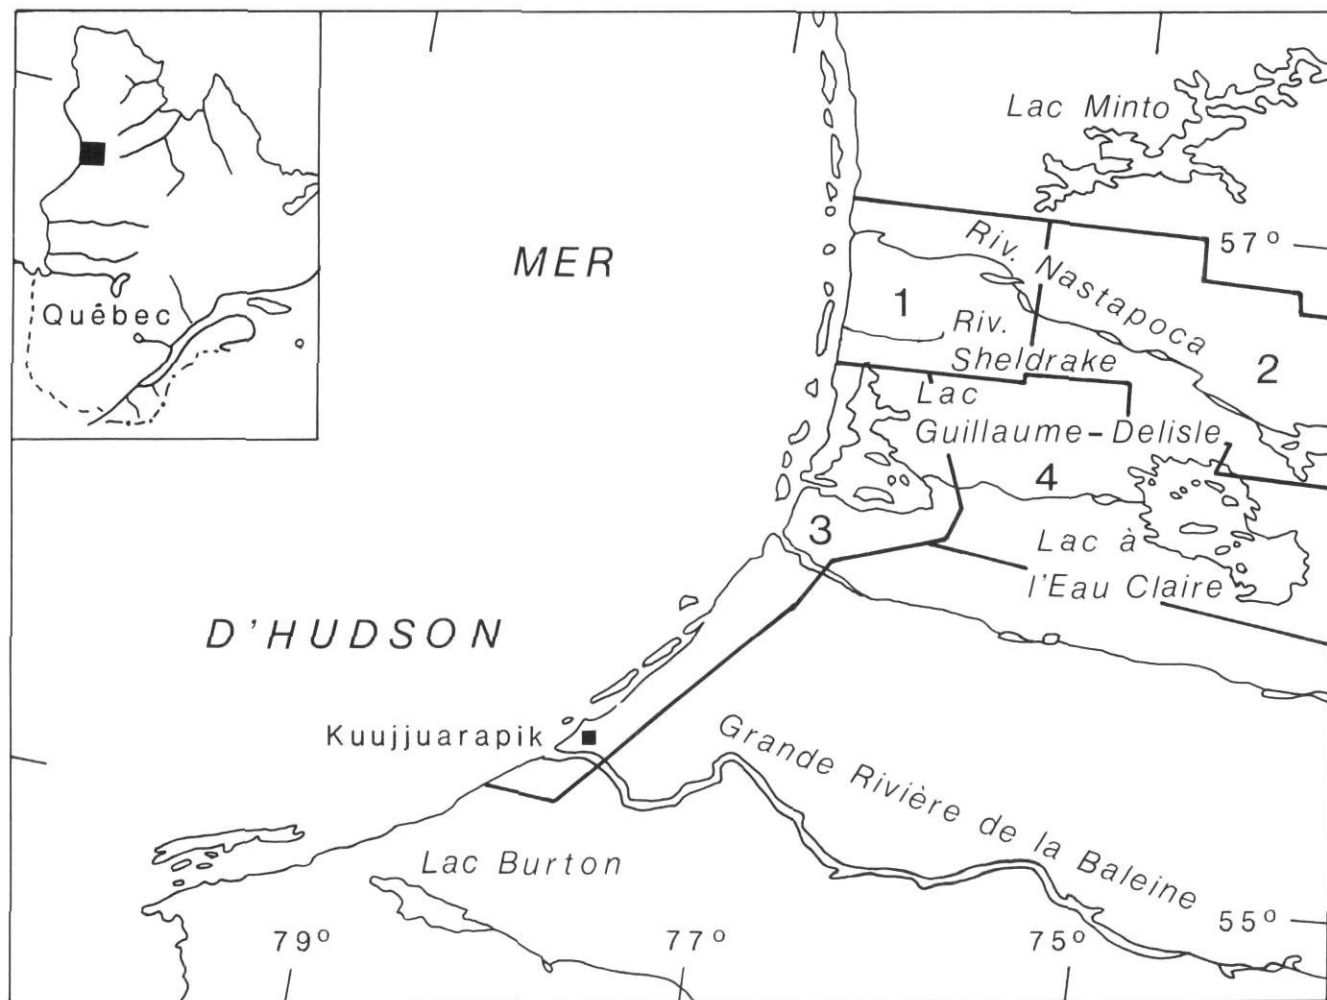 Lac Minto
57°
MER
Riv. Nastapoca
1
Riv.
Sheldrake
Québec
2
Lac
Guillaume-Delisle
4
3
Lac à
l'Eau Claire
D'HUDSON
Kuujjuarapik
Grande Rivière de la Baleine
Lac Burton
55°
79°
77°
75°